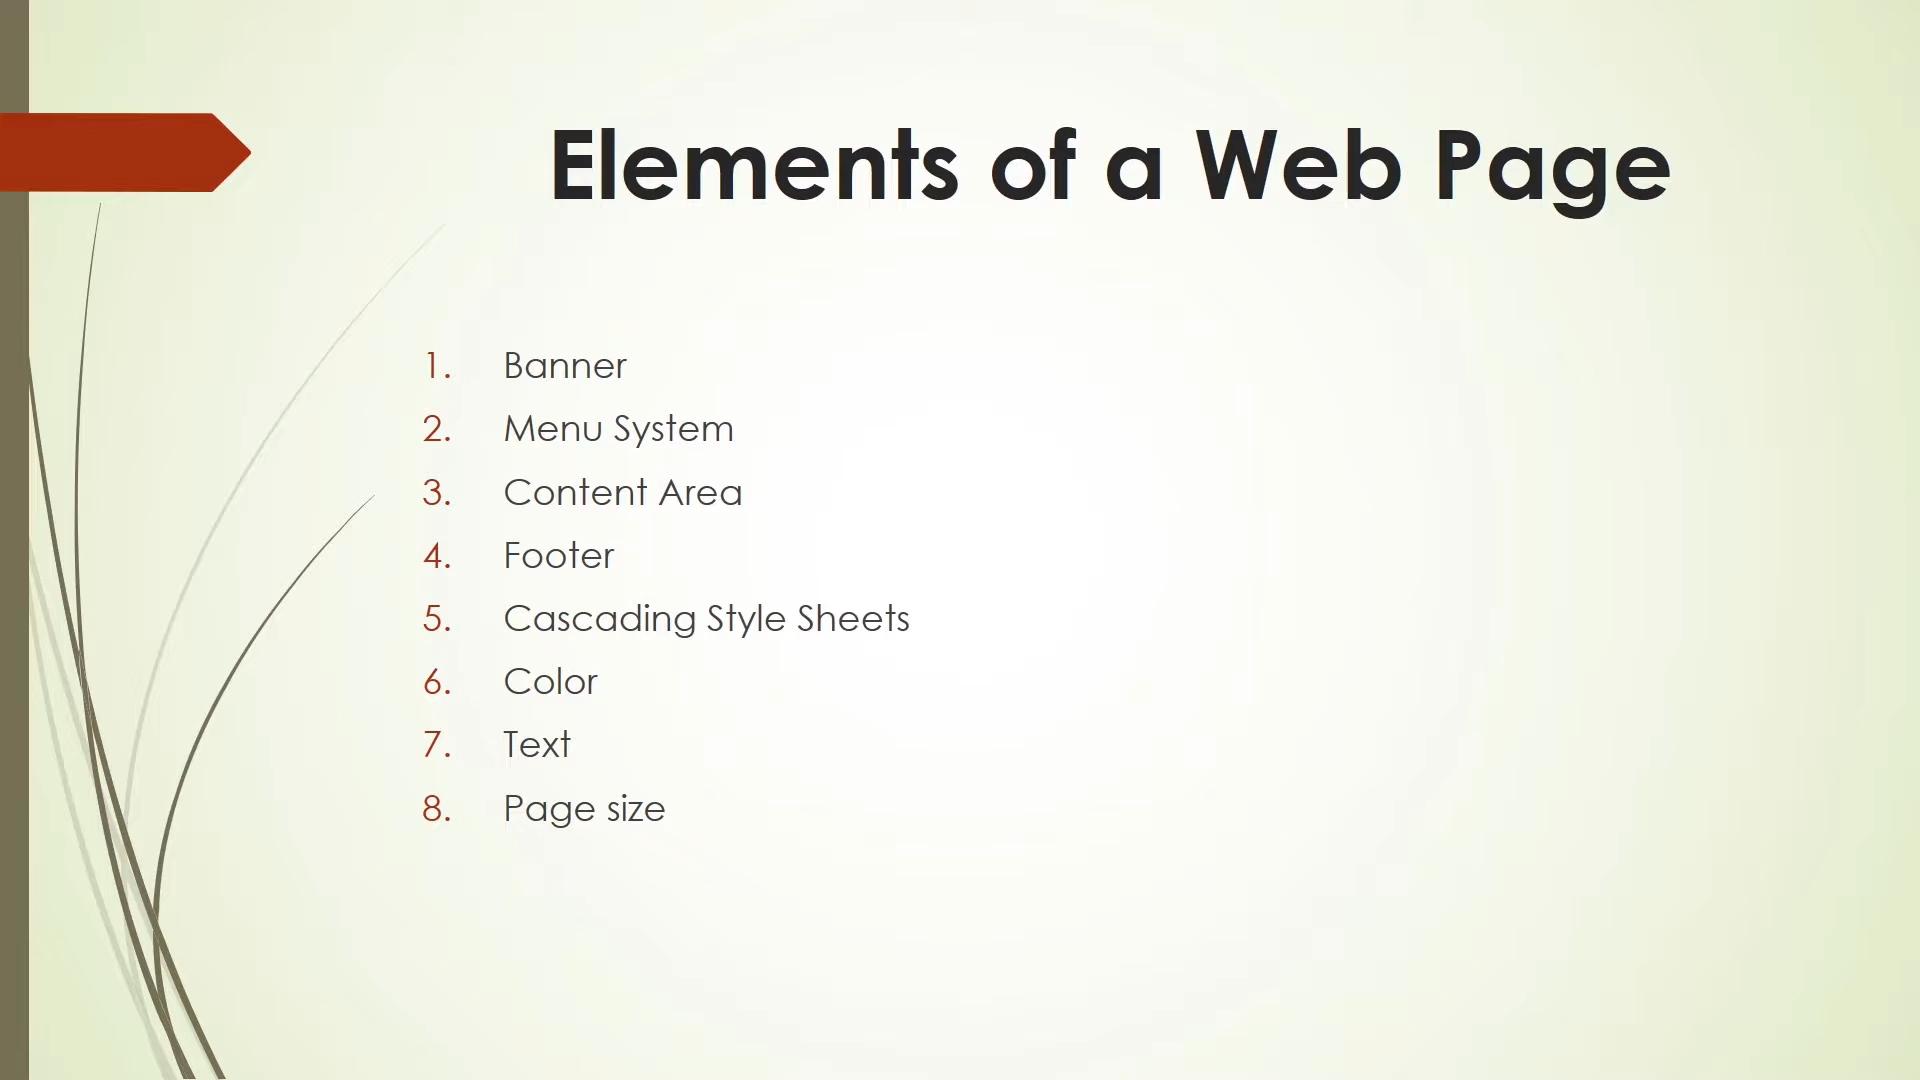 Elements of a Web Page
1. Banner
2. Menu System
3. Content Area
4. Footer
5. Cascading Style Sheets
6. Color
7. Text
8. Page size